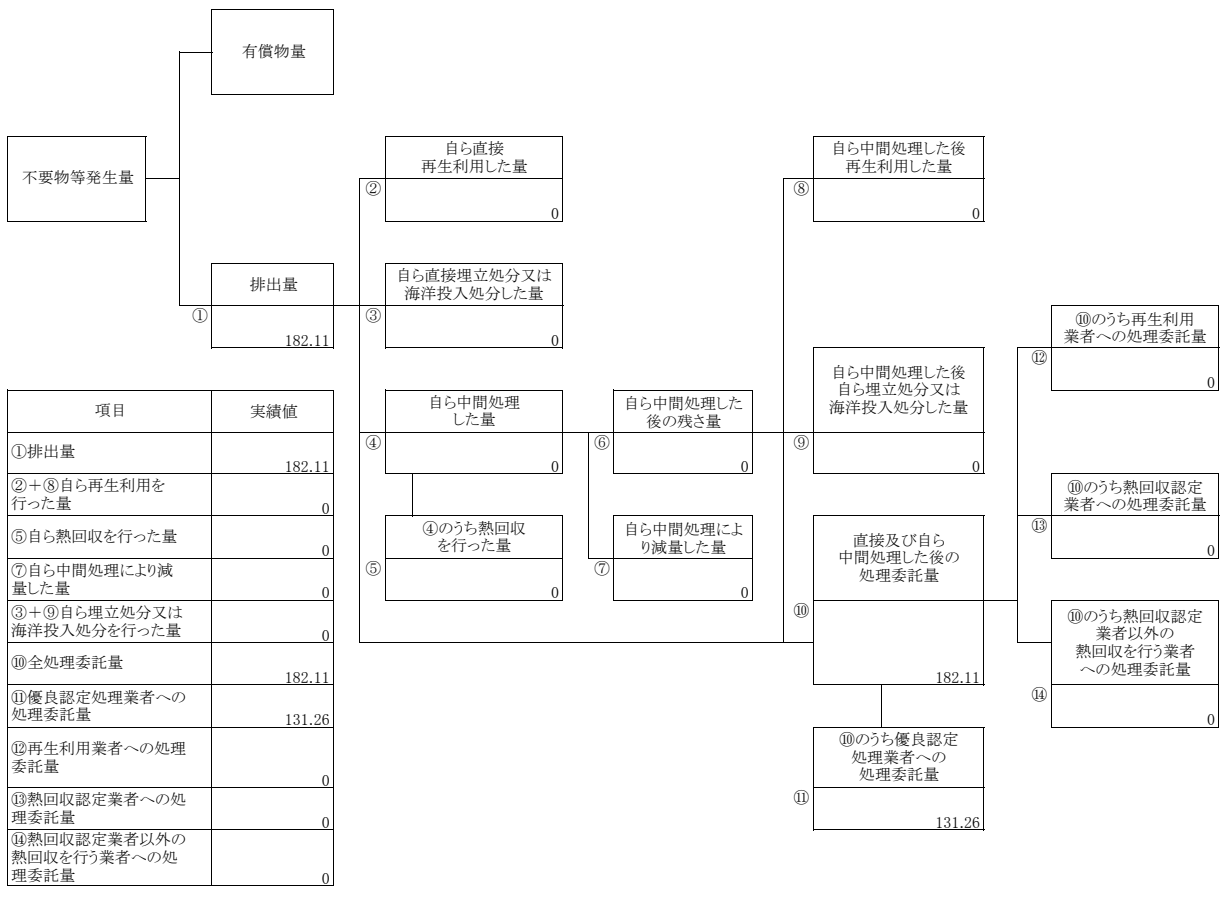 有償物量
不要物等発生量
排出量
①
182.11
自ら直接
再生利用した量
②
0
自ら直接埋立処分又は
海洋投入処分した量
③
0
自ら中間処理
した量
④
0
④のうち熱回収
を行った量
⑤
0
自ら中間処理した
後の残さ量
⑥
0
自ら中間処理によ
り減量した量
⑦
0
自ら中間処理した後
再生利用した量
⑧
0
自ら中間処理した後
自ら埋立処分又は
海洋投入処分した量
⑨
0
直接及び自ら
中間処理した後の
処理委託量
⑩
182.11
⑩のうち優良認定
処理業者への
処理委託量
⑪
131.26
⑩のうち再生利用
業者への処理委託量
⑫
0
⑩のうち熱回収認定
業者への処理委託量
⑬
0
⑩のうち熱回収認定
業者以外の
熱回収を行う業者
への処理委託量
⑭
0
項目 実績値
①排出量
182.11
②＋⑧自ら再生利用を
行った量
0
⑤自ら熱回収を行った量
0
⑦自ら中間処理により減
量した量
0
③＋⑨自ら埋立処分又は
海洋投入処分を行った量
0
⑩全処理委託量
182.11
⑪優良認定処理業者への
処理委託量
131.26
⑫再生利用業者への処理
委託量
0
⑬熱回収認定業者への処
理委託量
0
⑭熱回収認定業者以外の
熱回収を行う業者への処
理委託量
0